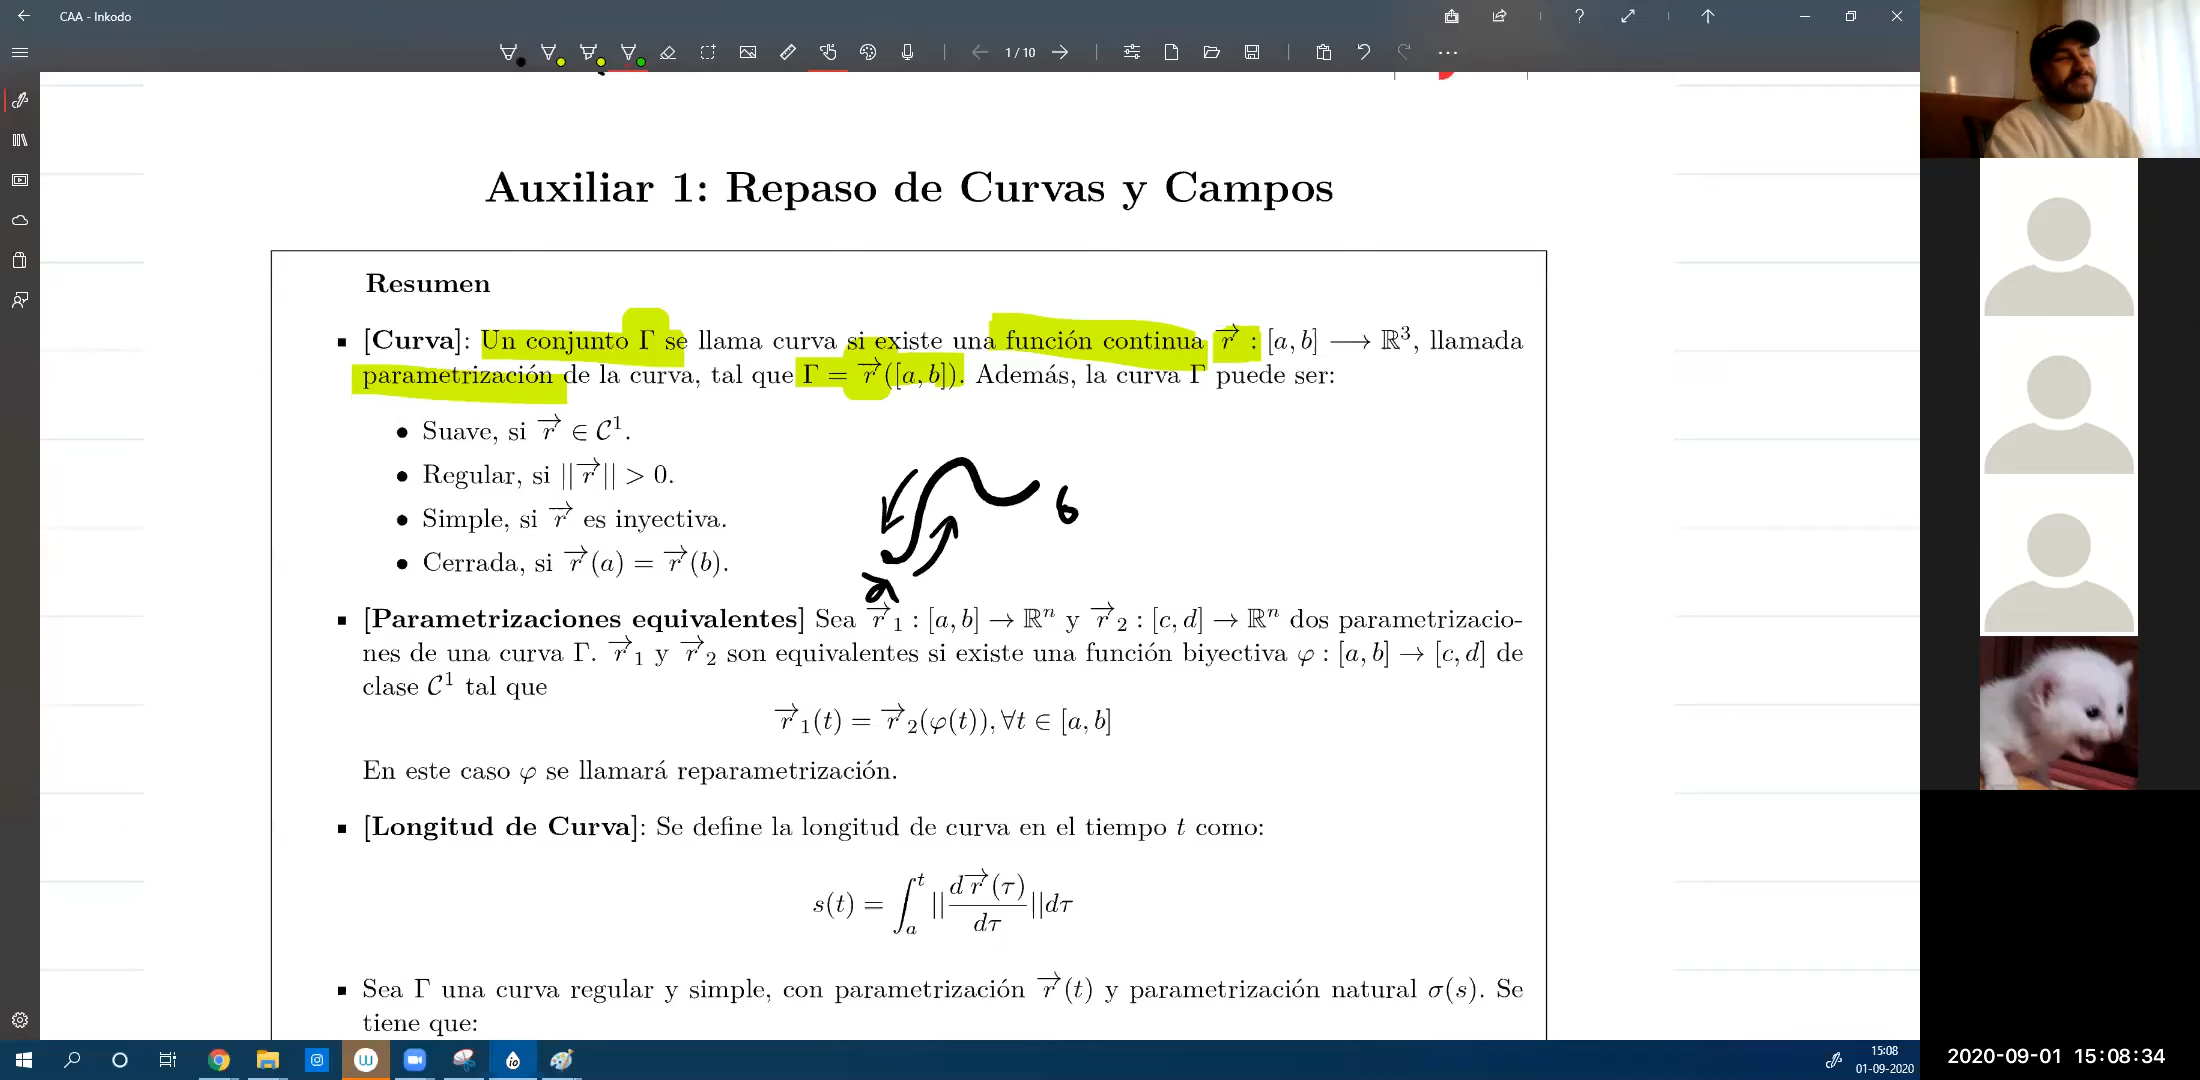 CAA - Inkodo
1 / 10
Auxiliar 1: Repaso de Curvas y Campos
Resumen
▪ [Curva]: Un conjunto Γ se llama curva si existe una función continua r⃗ : [a, b] ⟶ ℝ³, llamada
parametrización de la curva, tal que Γ = r⃗([a, b]). Además, la curva Γ puede ser:
• Suave, si r⃗ ∈ 𝒞¹.
• Regular, si ||r⃗|| > 0.
• Simple, si r⃗ es inyectiva.
• Cerrada, si r⃗(a) = r⃗(b).
b
a
▪ [Parametrizaciones equivalentes] Sea r⃗₁ : [a, b] → ℝⁿ y r⃗₂ : [c, d] → ℝⁿ dos parametrizacio-
nes de una curva Γ. r⃗₁ y r⃗₂ son equivalentes si existe una función biyectiva φ : [a, b] → [c, d] de
clase 𝒞¹ tal que
r⃗₁(t) = r⃗₂(φ(t)), ∀t ∈ [a, b]
En este caso φ se llamará reparametrización.
▪ [Longitud de Curva]: Se define la longitud de curva en el tiempo t como:
s(t) = ∫ₐᵗ ||dr⃗(τ)/dτ||dτ
▪ Sea Γ una curva regular y simple, con parametrización r⃗(t) y parametrización natural σ(s). Se
tiene que:
15:08
01-09-2020
2020-09-01 15:08:34